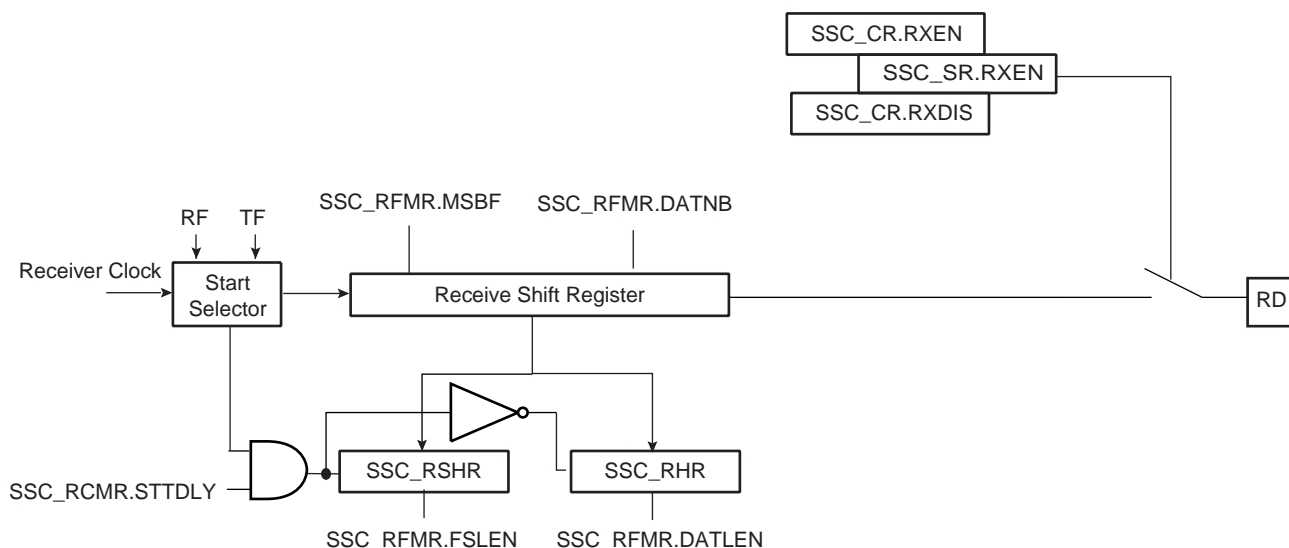 SSC_CR.RXEN
SSC_SR.RXEN
SSC_CR.RXDIS
SSC_RFMR.MSBF
SSC_RFMR.DATNB
RF
TF
Receiver Clock
Start
Selector
Receive Shift Register
RD
SSC_RSHR
SSC_RHR
SSC_RCMR.STTDLY
SSC RFMR.FSLEN
SSC RFMR.DATLEN